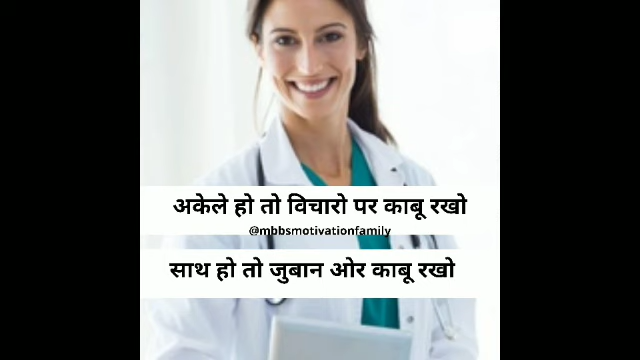 अकेले हो तो विचारो पर काबू रखो
@mbbsmotivationfamily
साथ हो तो जुबान ओर काबू रखो